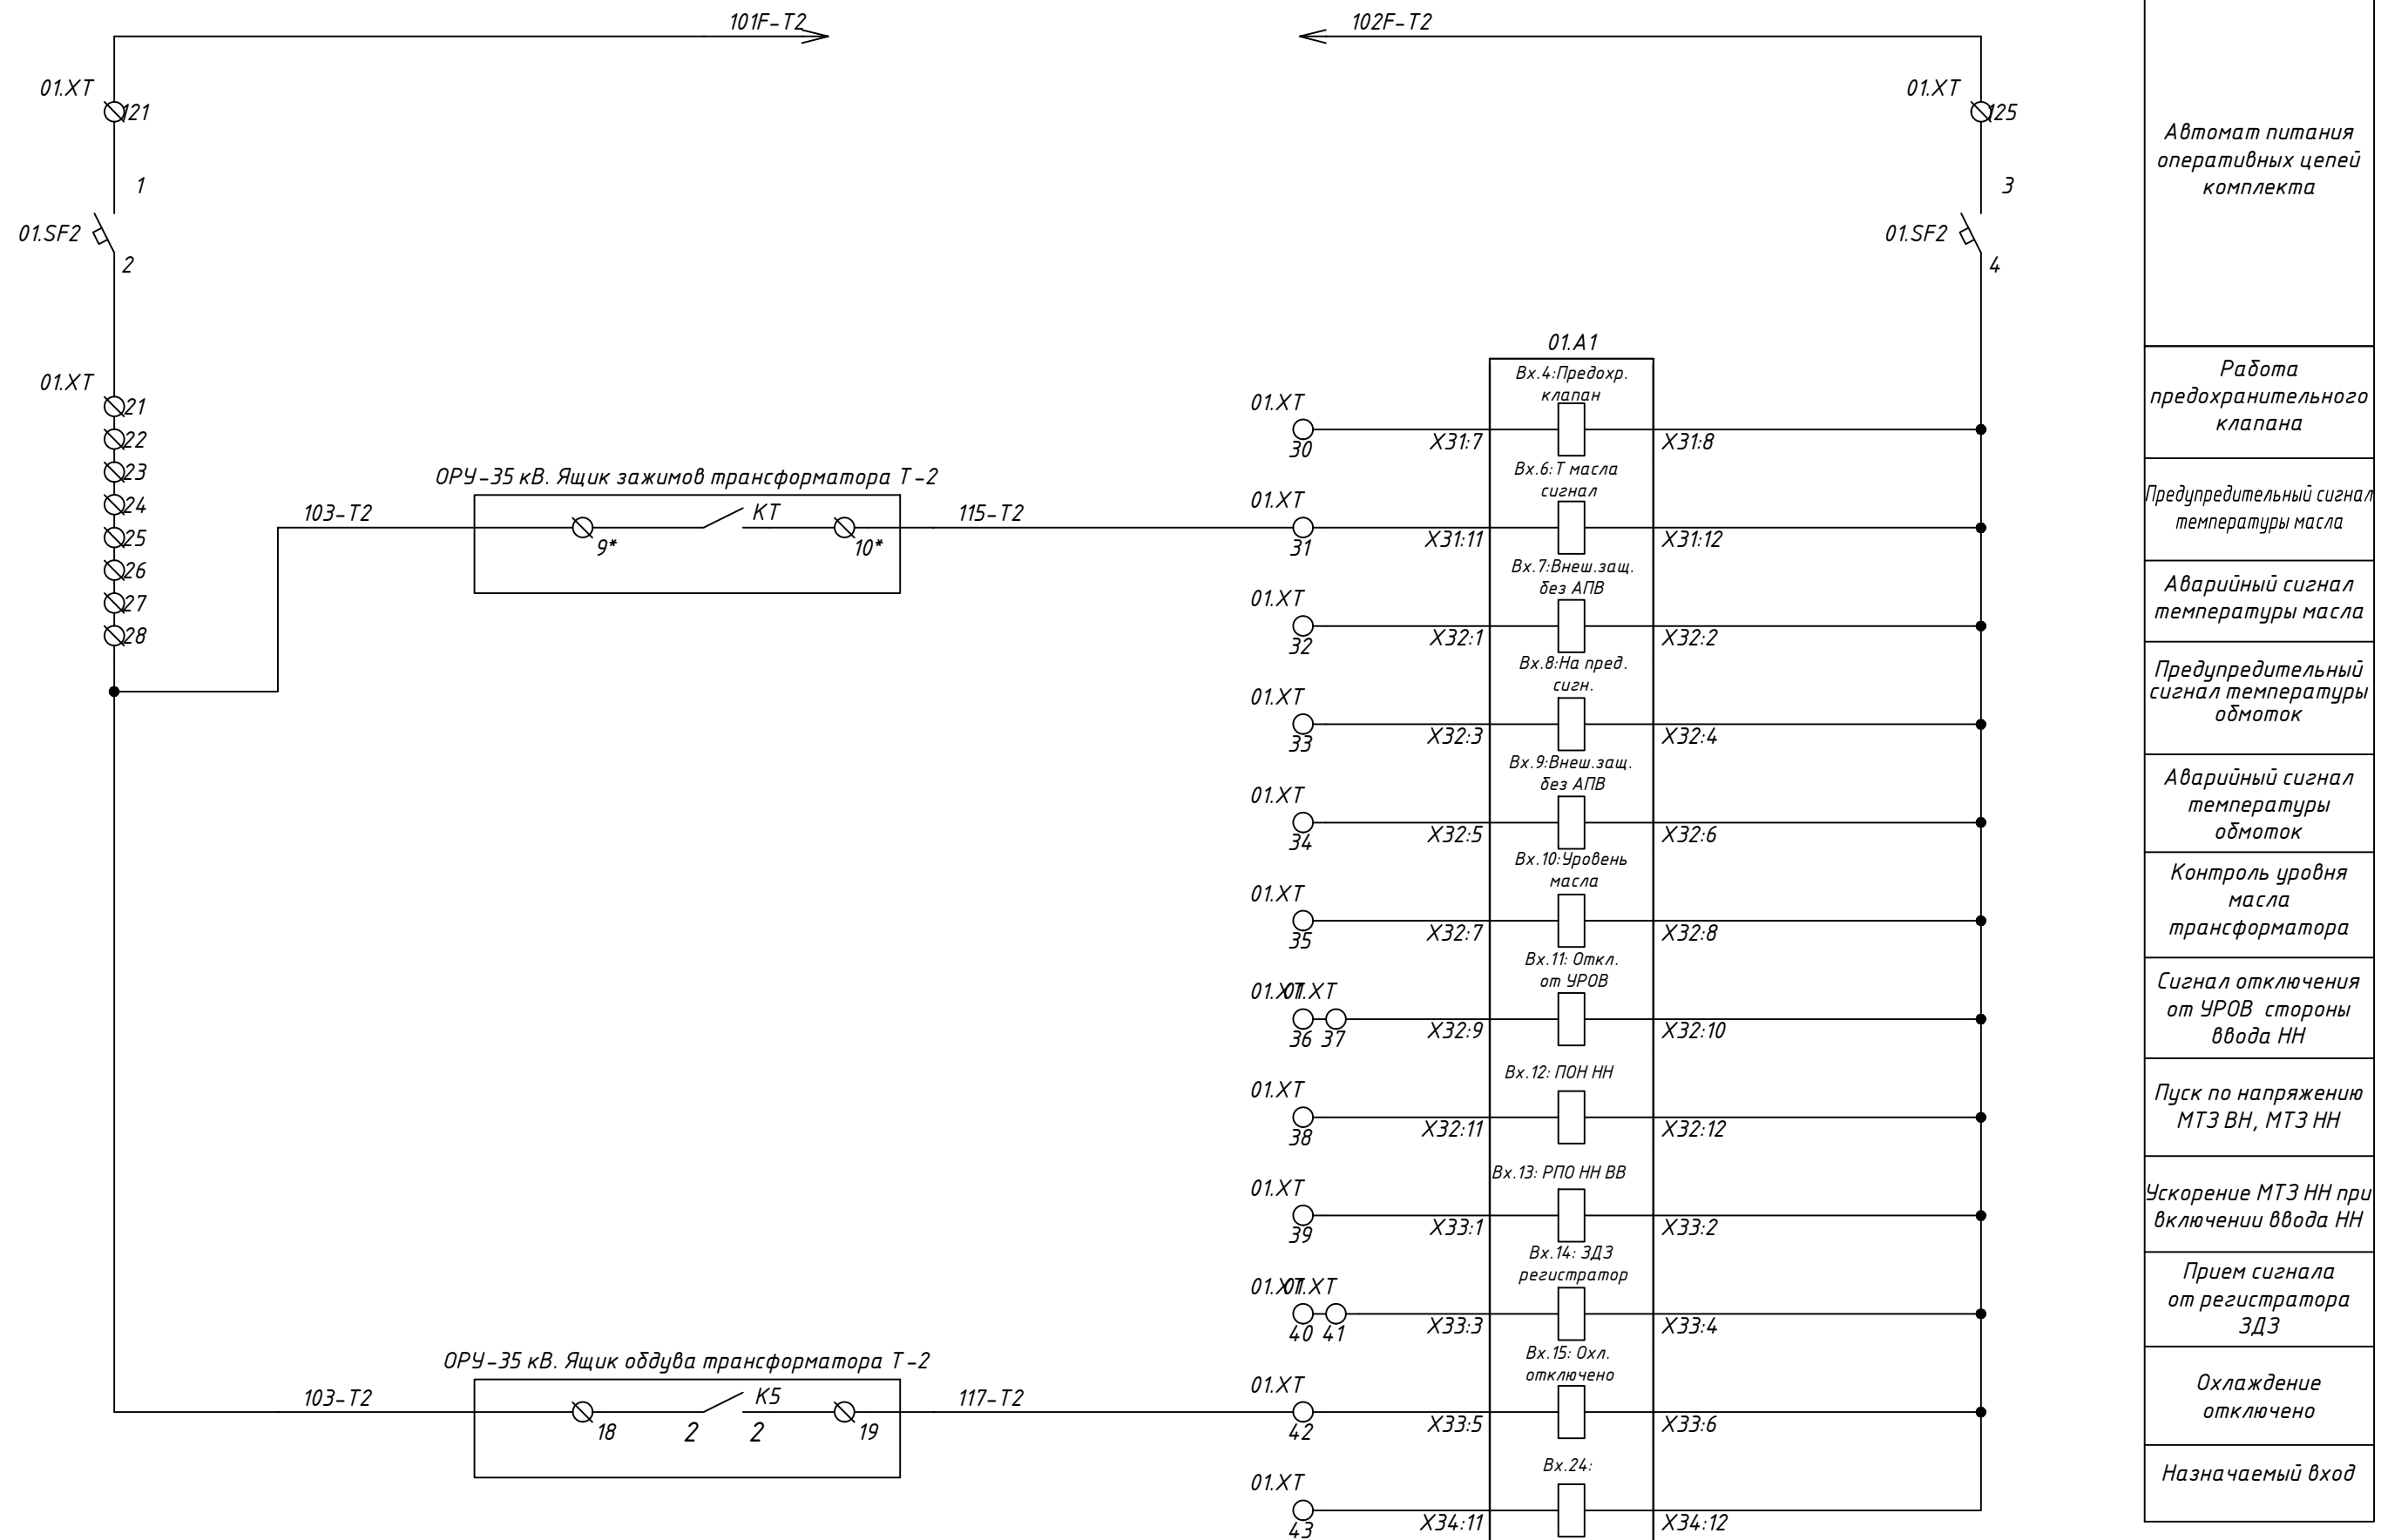 101F-T2
102F-T2
01.XT
121
1
01.SF2
2
01.XT
125
3
01.SF2
4
01.XT
21
22
23
24
25
26
27
28
103-T2
ОРУ-35 кВ. Ящик зажимов трансформатора Т-2
КТ
9*
10*
115-T2
103-T2
ОРУ-35 кВ. Ящик обдува трансформатора Т-2
К5
18
2
2
19
117-T2
01.A1
Вх.4:Предохр.
клапан
01.XT
30
X31:7
X31:8
Вх.6:Т масла
сигнал
01.XT
31
X31:11
X31:12
Вх.7:Внеш.защ.
без АПВ
01.XT
32
X32:1
X32:2
Вх.8:На пред.
сигн.
01.XT
33
X32:3
X32:4
Вх.9:Внеш.защ.
без АПВ
01.XT
34
X32:5
X32:6
Вх.10:Уровень
масла
01.XT
35
X32:7
X32:8
Вх.11: Откл.
от УРОВ
01.XT
01.XT
36
37
X32:9
X32:10
Вх.12: ПОН НН
01.XT
38
X32:11
X32:12
Вх.13: РПО НН ВВ
01.XT
39
X33:1
X33:2
Вх.14: ЗДЗ
регистратор
01.XT
01.XT
40
41
X33:3
X33:4
Вх.15: Охл.
отключено
01.XT
42
X33:5
X33:6
Вх.24:
01.XT
43
X34:11
X34:12
Автомат питания
оперативных цепей
комплекта
Работа
предохранительного
клапана
Предупредительный сигнал
температуры масла
Аварийный сигнал
температуры масла
Предупредительный
сигнал температуры
обмоток
Аварийный сигнал
температуры
обмоток
Контроль уровня
масла
трансформатора
Сигнал отключения
от УРОВ стороны
ввода НН
Пуск по напряжению
МТЗ ВН, МТЗ НН
Ускорение МТЗ НН при
включении ввода НН
Прием сигнала
от регистратора
ЗДЗ
Охлаждение
отключено
Назначаемый вход